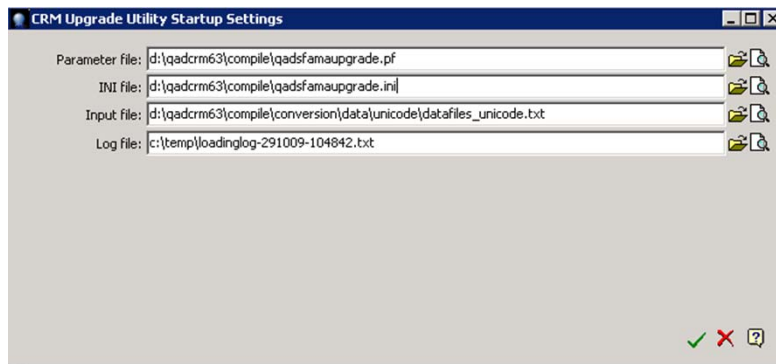 CRM Upgrade Utility Startup Settings
Parameter file: d:\qadcrm63\compile\qadsfamaupgrade.pf
INI file: d:\qadcrm63\compile\qadsfamaupgrade.ini
Input file: d:\qadcrm63\compile\conversion\data\unicode\datafiles_unicode.txt
Log file: c:\temp\loadinglog-291009-104842.txt